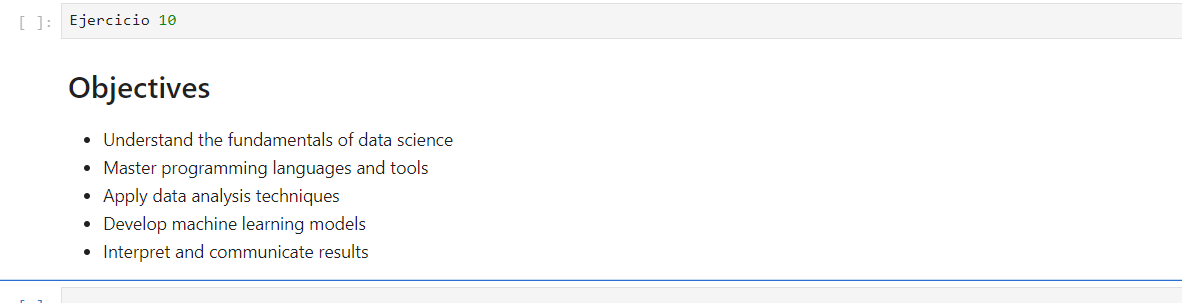 [ ]: Ejercicio 10
Objectives
• Understand the fundamentals of data science
• Master programming languages and tools
• Apply data analysis techniques
• Develop machine learning models
• Interpret and communicate results
[ ]: